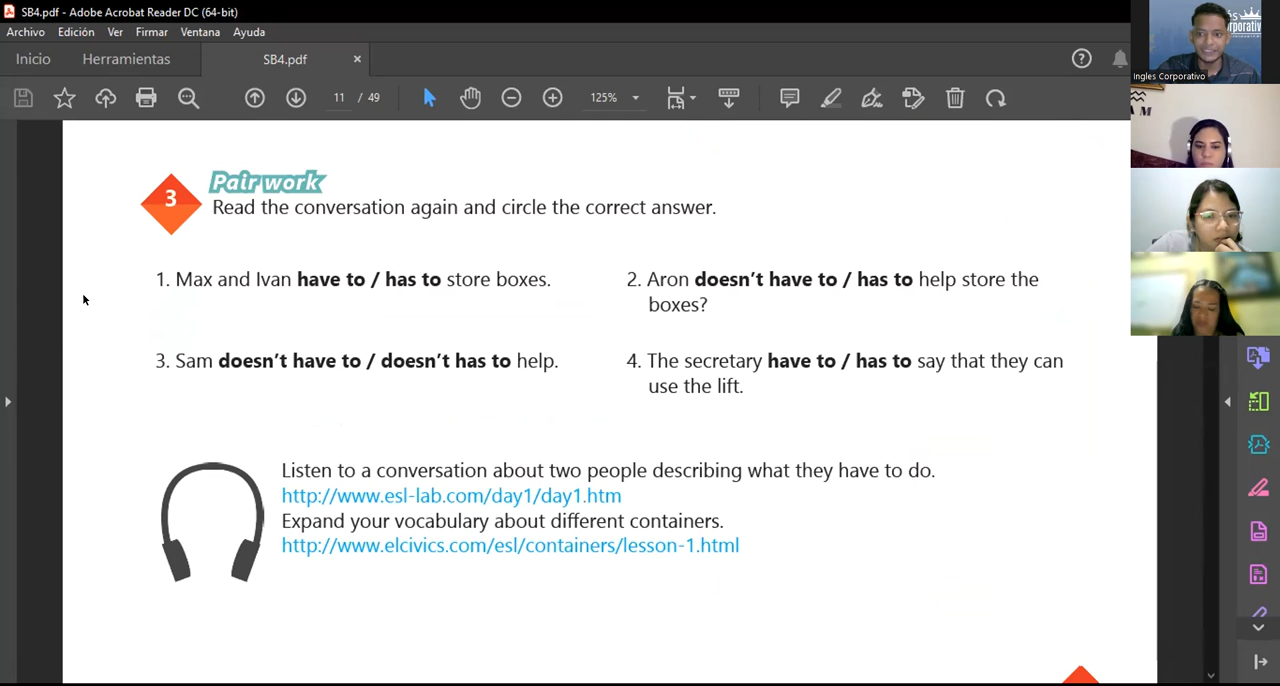 SB4.pdf - Adobe Acrobat Reader DC (64-bit)
Archivo Edición Ver Firmar Ventana Ayuda
Inicio Herramientas SB4.pdf ×
11 / 49 125%
Ingles Corporativo
3
Pair work
Read the conversation again and circle the correct answer.
1. Max and Ivan have to / has to store boxes.
2. Aron doesn't have to / has to help store the
boxes?
3. Sam doesn't have to / doesn't has to help.
4. The secretary have to / has to say that they can
use the lift.
Listen to a conversation about two people describing what they have to do.
http://www.esl-lab.com/day1/day1.htm
Expand your vocabulary about different containers.
http://www.elcivics.com/esl/containers/lesson-1.html